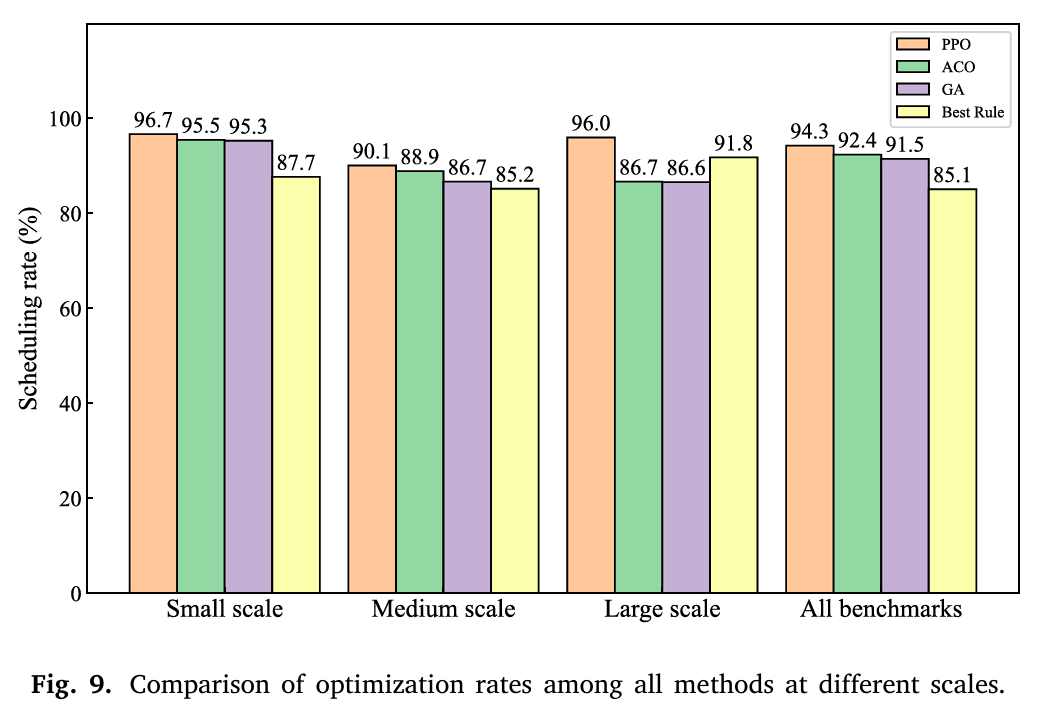 PPO
ACO
GA
Best Rule
Scheduling rate (%)
100
80
60
40
20
0
96.7 95.5 95.3 87.7
90.1 88.9 86.7 85.2
96.0 86.7 86.6 91.8
94.3 92.4 91.5 85.1
Small scale Medium scale Large scale All benchmarks
Fig. 9. Comparison of optimization rates among all methods at different scales.